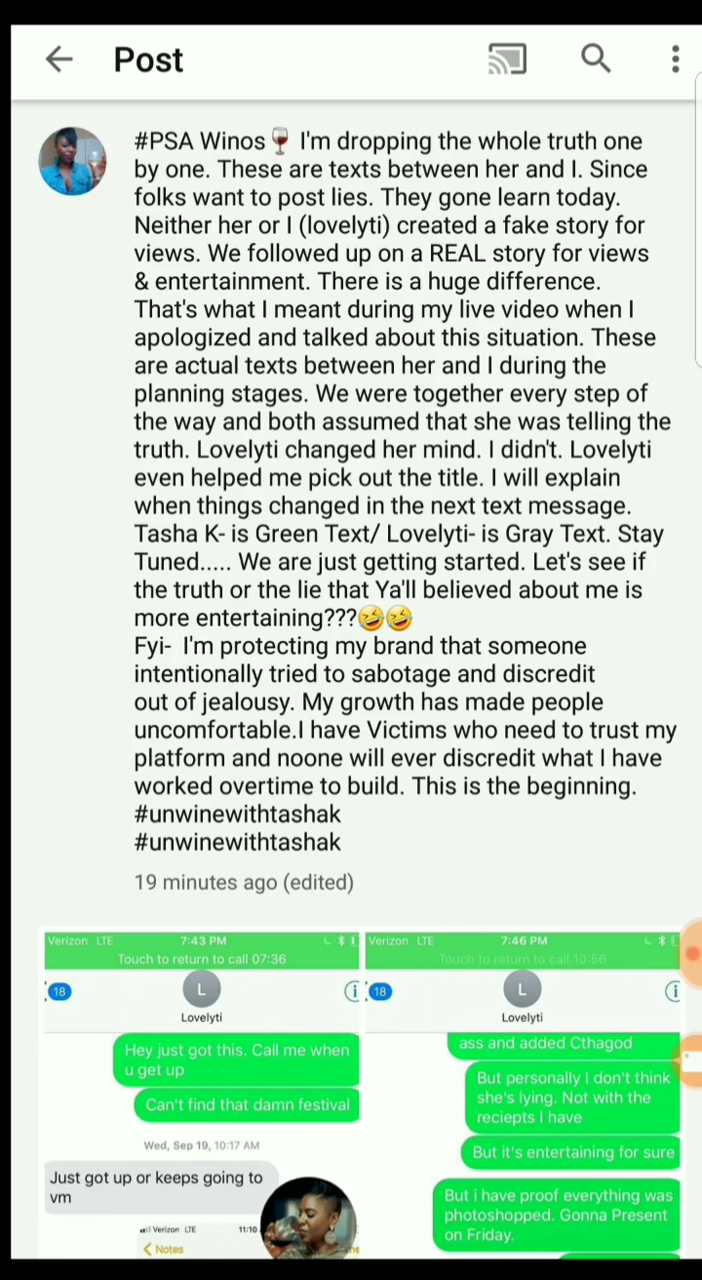 Post
#PSA Winos🍷 I'm dropping the whole truth one
by one. These are texts between her and I. Since
folks want to post lies. They gone learn today.
Neither her or I (lovelyti) created a fake story for
views. We followed up on a REAL story for views
& entertainment. There is a huge difference.
That's what I meant during my live video when I
apologized and talked about this situation. These
are actual texts between her and I during the
planning stages. We were together every step of
the way and both assumed that she was telling the
truth. Lovelyti changed her mind. I didn't. Lovelyti
even helped me pick out the title. I will explain
when things changed in the next text message.
Tasha K- is Green Text/ Lovelyti- is Gray Text. Stay
Tuned..... We are just getting started. Let's see if
the truth or the lie that Ya'll believed about me is
more entertaining???🤣🤣
Fyi- I'm protecting my brand that someone
intentionally tried to sabotage and discredit
out of jealousy. My growth has made people
uncomfortable.I have Victims who need to trust my
platform and noone will ever discredit what I have
worked overtime to build. This is the beginning.
#unwinewithtashak
#unwinewithtashak
19 minutes ago (edited)
Verizon LTE 7:43 PM
Touch to return to call 07:36
18
L
Lovelyti
Hey just got this. Call me when
u get up
Can't find that damn festival
Wed, Sep 19, 10:17 AM
Just got up or keeps going to
vm
Verizon LTE 11:10
Notes
Verizon LTE 7:46 PM
Touch to return to call 10:56
18
L
Lovelyti
ass and added Cthagod
But personally I don't think
she's lying. Not with the
reciepts I have
But it's entertaining for sure
But i have proof everything was
photoshopped. Gonna Present
on Friday.